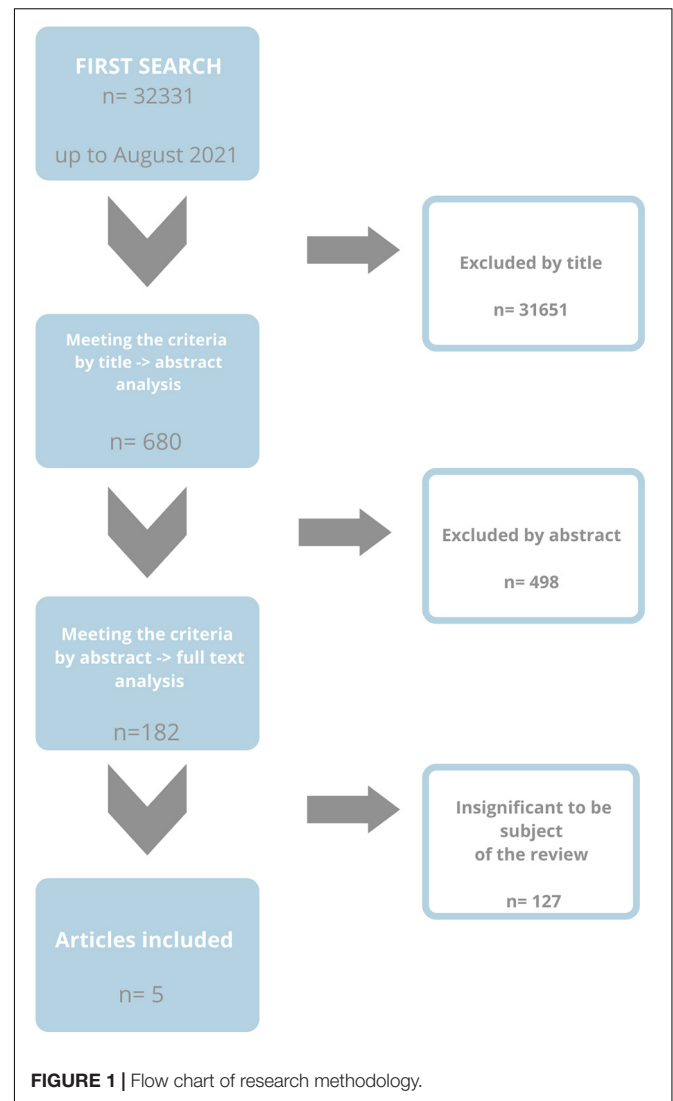 FIRST SEARCH
n= 32331
up to August 2021
Excluded by title
n= 31651
Meeting the criteria
by title -> abstract
analysis
n= 680
Excluded by abstract
n= 498
Meeting the criteria
by abstract -> full text
analysis
n=182
Insignificant to be
subject
of the review
n= 127
Articles included
n= 5
FIGURE 1 | Flow chart of research methodology.